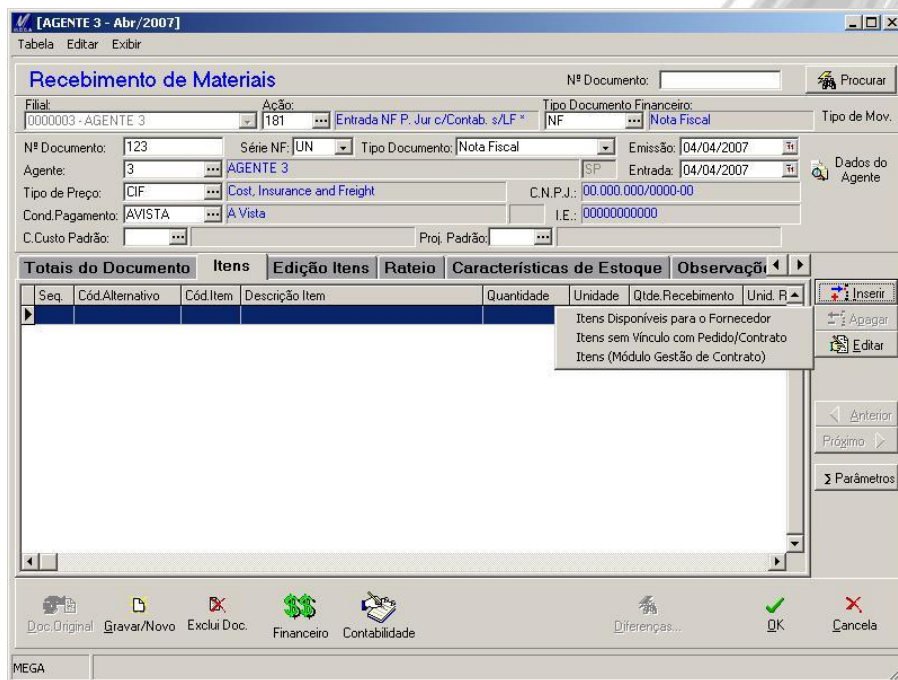 [AGENTE 3 - Abr/2007]
Tabela Editar Exibir
Recebimento de Materiais Nº Documento: Procurar
Filial: Ação: Tipo Documento Financeiro:
0000003 - AGENTE 3 181 ... Entrada NF P. Jur c/Contab. s/LF * NF ... Nota Fiscal Tipo de Mov.
Nº Documento: 123 Série NF: UN Tipo Documento: Nota Fiscal Emissão: 04/04/2007
Agente: 3 ... AGENTE 3 SP Entrada: 04/04/2007 Dados do Agente
Tipo de Preço: CIF ... Cost, Insurance and Freight C.N.P.J.: 00.000.000/0000-00
Cond.Pagamento: AVISTA ... A Vista I.E.: 00000000000
C.Custo Padrão: ... Proj. Padrão: ...
Totais do Documento Itens Edição Itens Rateio Características de Estoque Observaçõ
Seq. Cód.Alternativo Cód.Item Descrição Item Quantidade Unidade Qtde.Recebimento Unid. R Inserir
Itens Disponíveis para o Fornecedor Apagar
Itens sem Vínculo com Pedido/Contrato Editar
Itens (Módulo Gestão de Contrato)
Anterior
Próximo
Σ Parâmetros
Doc.Original Gravar/Novo Exclui Doc. Financeiro Contabilidade Diferenças... OK Cancela
MEGA